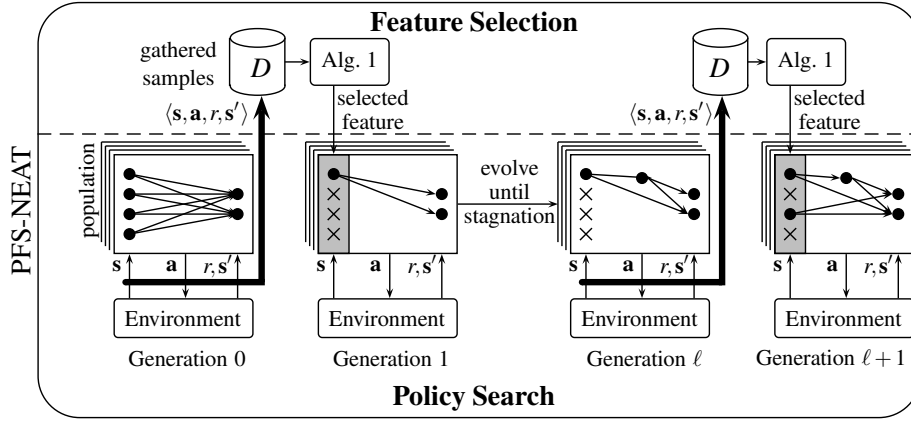 Feature Selection
gathered
samples
D
Alg. 1
⟨s, a, r, s′⟩
selected
feature
D
Alg. 1
⟨s, a, r, s′⟩
selected
feature
PFS-NEAT
population
evolve
until
stagnation
s
a
r, s′
s
a
r, s′
s
a
r, s′
s
a
r, s′
Environment
Environment
Environment
Environment
Generation 0
Generation 1
Generation ℓ
Generation ℓ+1
Policy Search